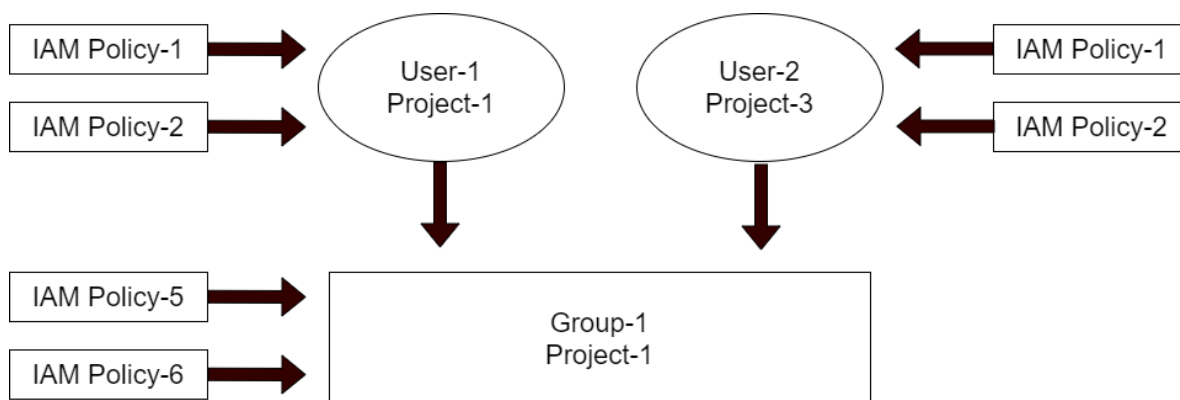 IAM Policy-1
User-1
Project-1
User-2
Project-3
IAM Policy-1
IAM Policy-2
IAM Policy-2
IAM Policy-5
Group-1
Project-1
IAM Policy-6